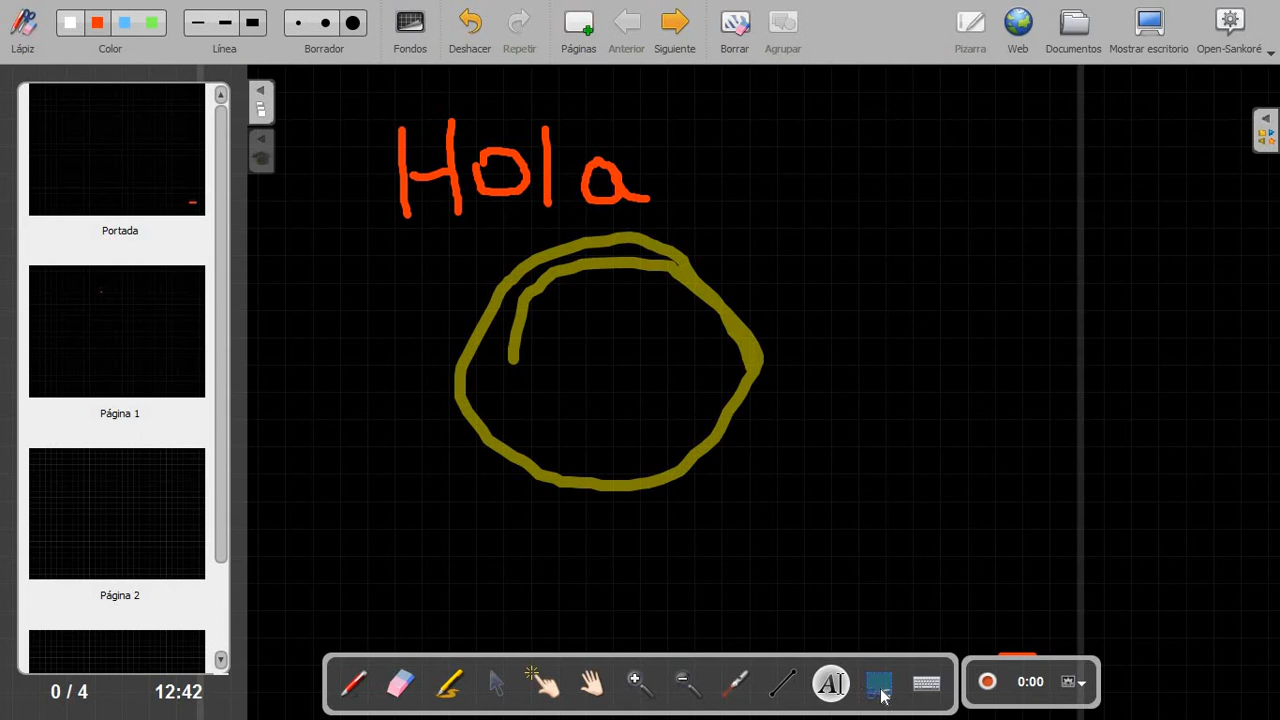 Lápiz Color Línea Borrador Fondos Deshacer Repetir Páginas Anterior Siguiente Borrar Agrupar Pizarra Web Documentos Mostrar escritorio Open-Sankoré
Hola
Portada
Página 1
Página 2
0 / 4 12:42
AI
0:00